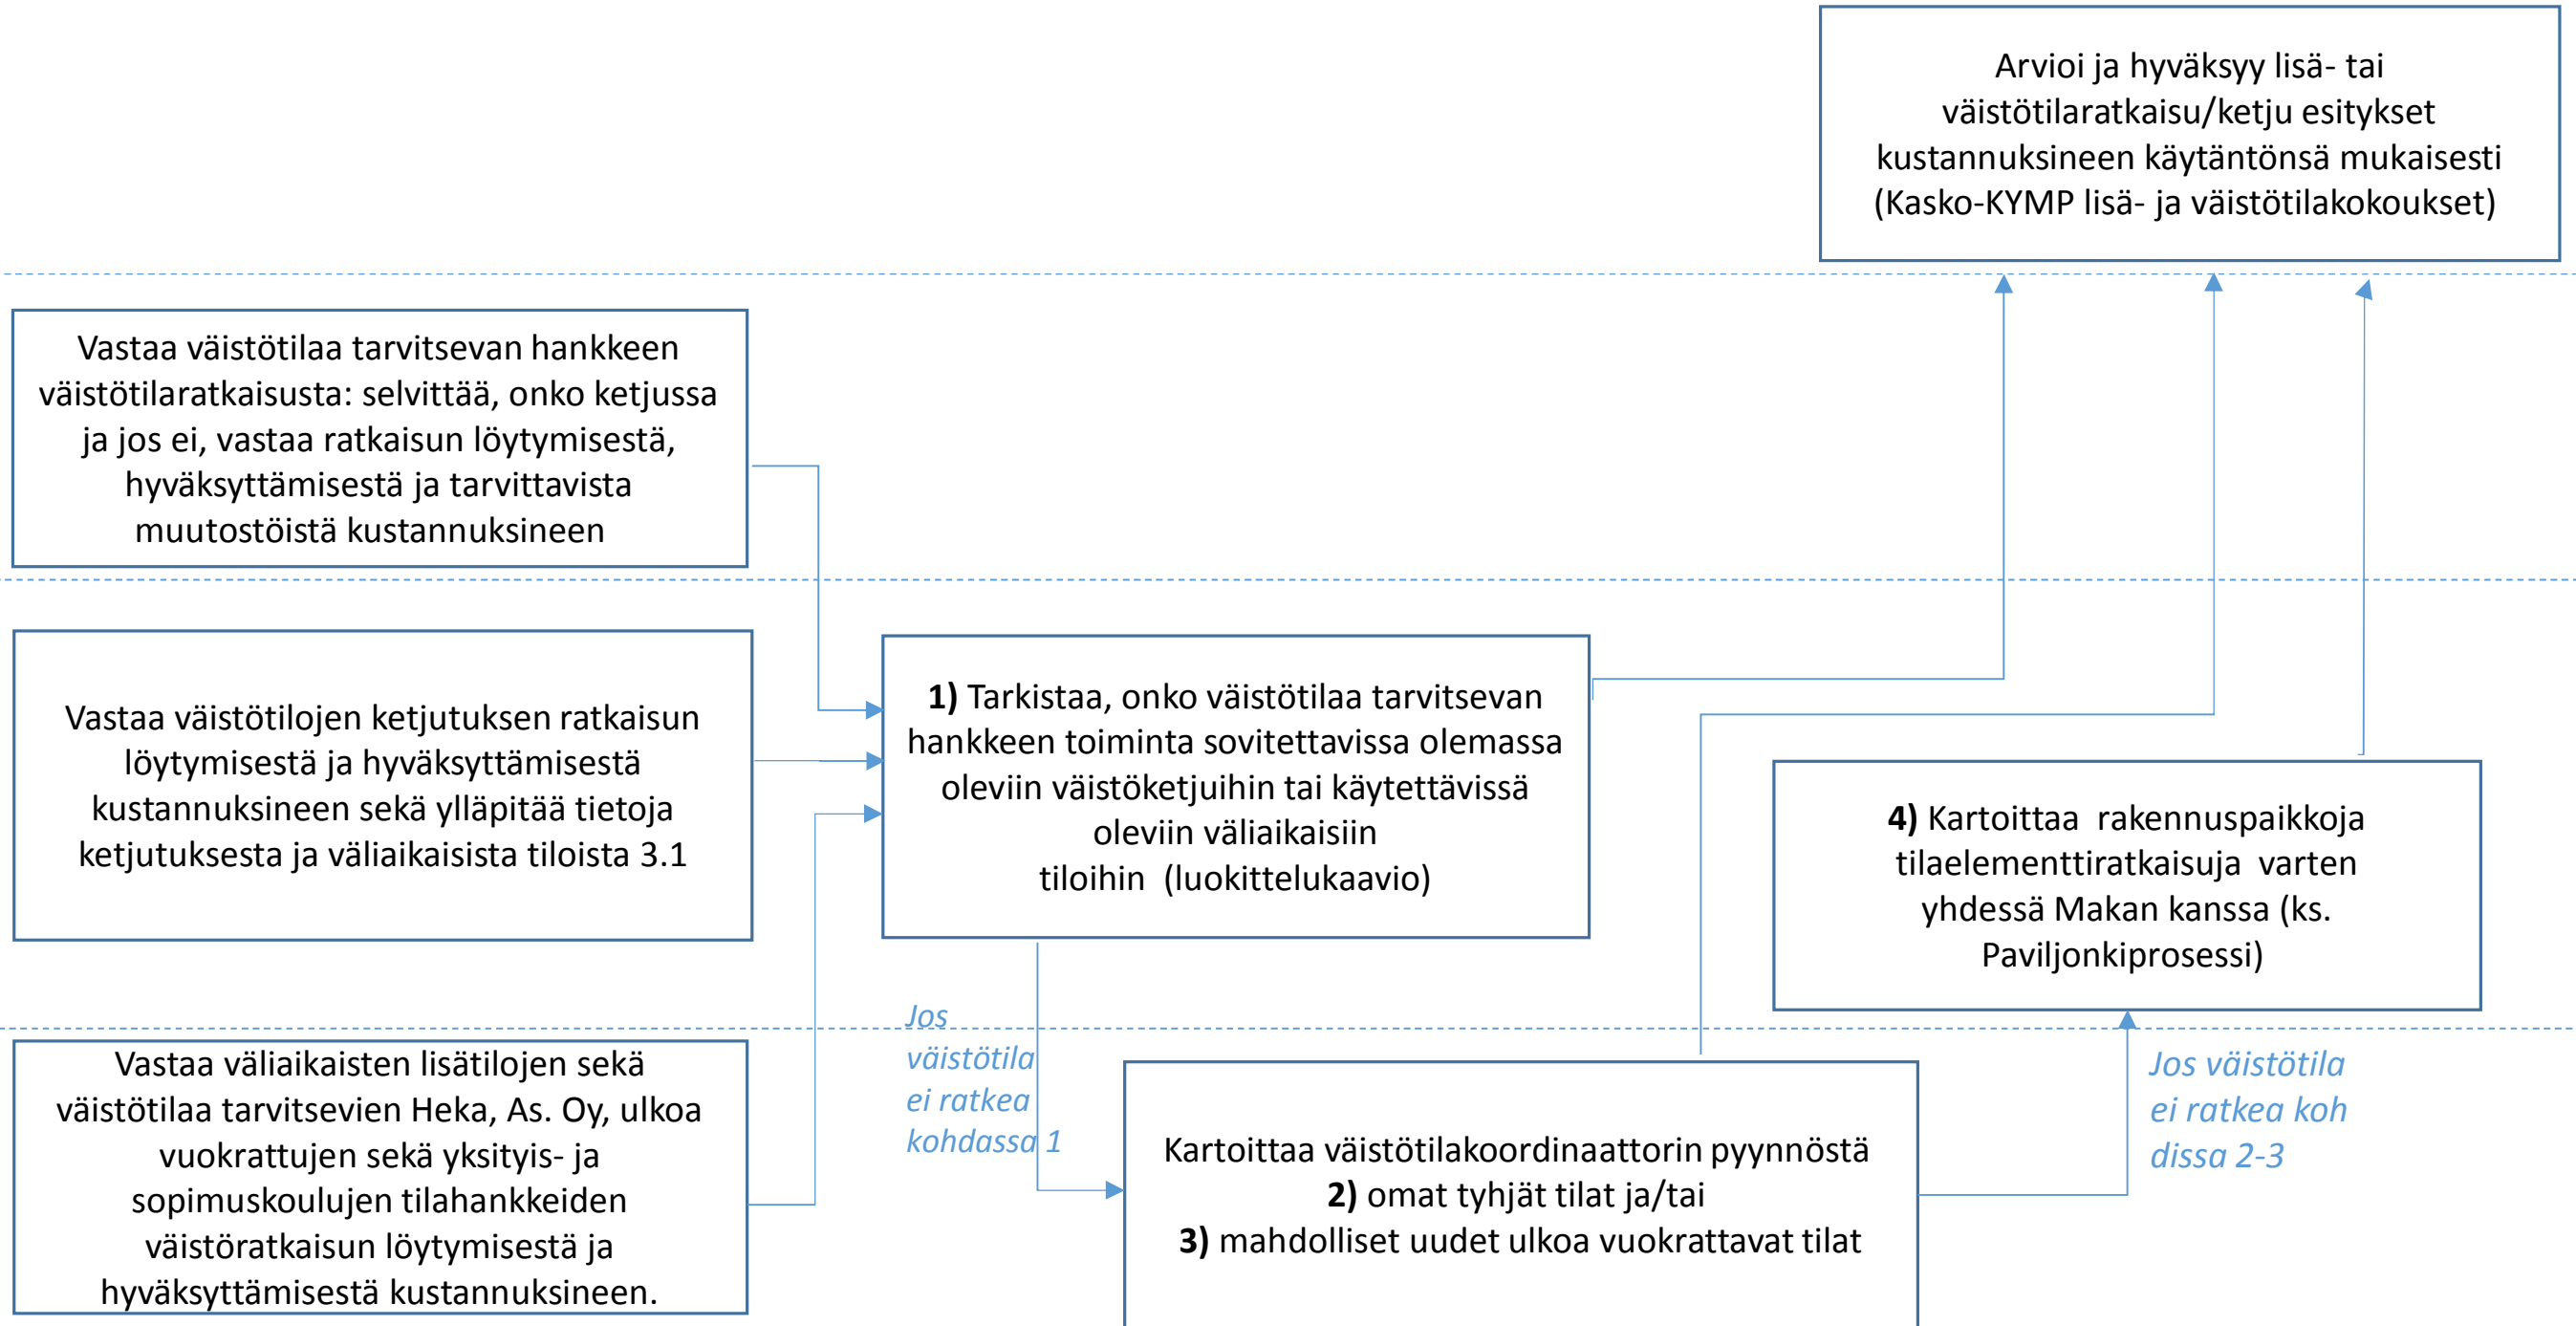 Arvioi ja hyväksyy lisä- tai
väistötilaratkaisu/ketju esitykset
kustannuksineen käytäntönsä mukaisesti
(Kasko-KYMP lisä- ja väistötilakokoukset)
Vastaa väistötilaa tarvitsevan hankkeen
väistötilaratkaisusta: selvittää, onko ketjussa
ja jos ei, vastaa ratkaisun löytymisestä,
hyväksyttämisestä ja tarvittavista
muutostöistä kustannuksineen
Vastaa väistötilojen ketjutuksen ratkaisun
löytymisestä ja hyväksyttämisestä
kustannuksineen sekä ylläpitää tietoja
ketjutuksesta ja väliaikaisista tiloista 3.1
1) Tarkistaa, onko väistötilaa tarvitsevan
hankkeen toiminta sovitettavissa olemassa
oleviin väistöketjuihin tai käytettävissä
oleviin väliaikaisiin
tiloihin (luokittelukaavio)
4) Kartoittaa rakennuspaikkoja
tilaelementtiratkaisuja varten
yhdessä Makan kanssa (ks.
Paviljonkiprosessi)
Vastaa väliaikaisten lisätilojen sekä
väistötilaa tarvitsevien Heka, As. Oy, ulkoa
vuokrattujen sekä yksityis- ja
sopimuskoulujen tilahankkeiden
väistöratkaisun löytymisestä ja
hyväksyttämisestä kustannuksineen.
Jos
väistötila
ei ratkea
kohdassa 1
Kartoittaa väistötilakoordinaattorin pyynnöstä
2) omat tyhjät tilat ja/tai
3) mahdolliset uudet ulkoa vuokrattavat tilat
Jos väistötila
ei ratkea koh
dissa 2-3